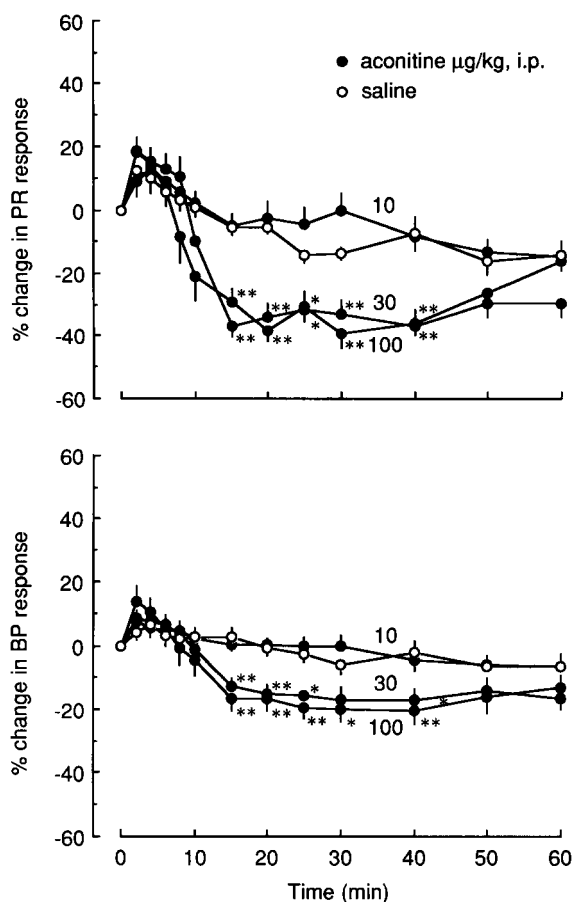 60
40
20
0
-20
-40
-60
% change in PR response
● aconitine μg/kg, i.p.
○ saline
10
30
100
** ** * ** **
** ** * ** **
60
40
20
0
-20
-40
-60
% change in BP response
10
30
100
** ** * *
** ** ** * **
0 10 20 30 40 50 60
Time (min)